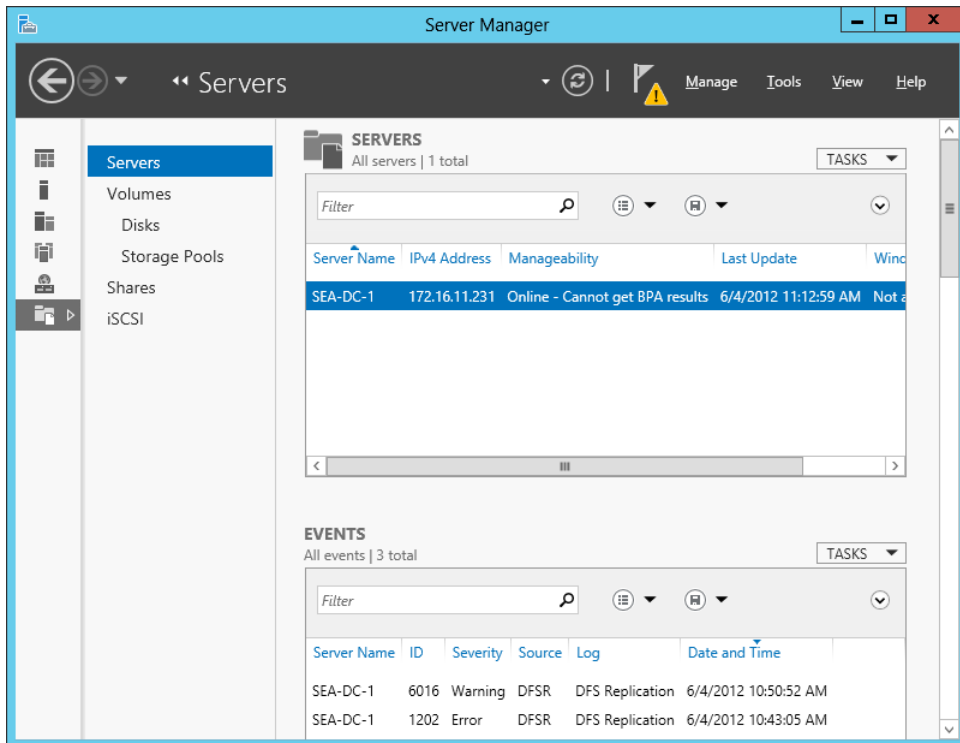 Server Manager
Servers
Manage Tools View Help
Servers
Volumes
Disks
Storage Pools
Shares
iSCSI
SERVERS
All servers | 1 total
TASKS
Filter
Server Name IPv4 Address Manageability Last Update Wind
SEA-DC-1 172.16.11.231 Online - Cannot get BPA results 6/4/2012 11:12:59 AM Not a
EVENTS
All events | 3 total
TASKS
Filter
Server Name ID Severity Source Log Date and Time
SEA-DC-1 6016 Warning DFSR DFS Replication 6/4/2012 10:50:52 AM
SEA-DC-1 1202 Error DFSR DFS Replication 6/4/2012 10:43:05 AM